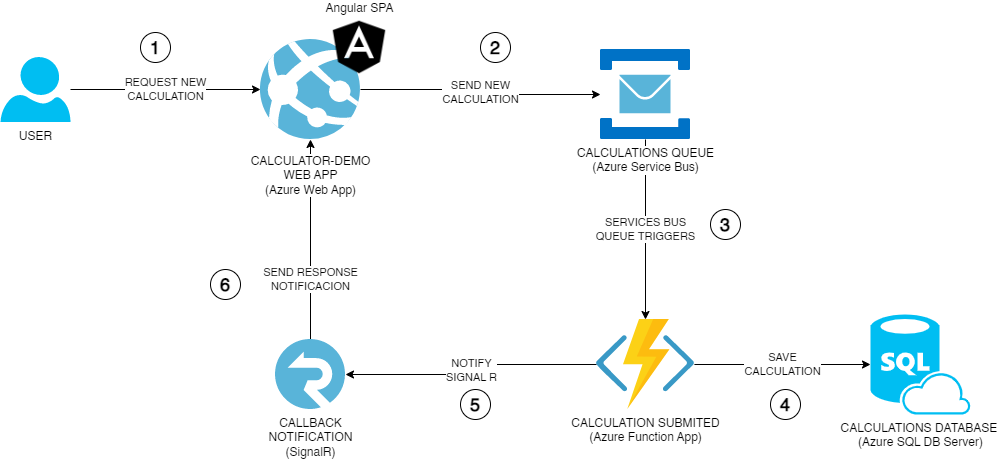 Angular SPA
1
2
REQUEST NEW
CALCULATION
SEND NEW
CALCULATION
USER
CALCULATOR-DEMO
WEB APP
(Azure Web App)
CALCULATIONS QUEUE
(Azure Service Bus)
SERVICES BUS
QUEUE TRIGGERS
3
6
SEND RESPONSE
NOTIFICACION
NOTIFY
SIGNAL R
5
SAVE
CALCULATION
4
SQL
CALLBACK
NOTIFICATION
(SignalR)
CALCULATION SUBMITED
(Azure Function App)
CALCULATIONS DATABASE
(Azure SQL DB Server)
A